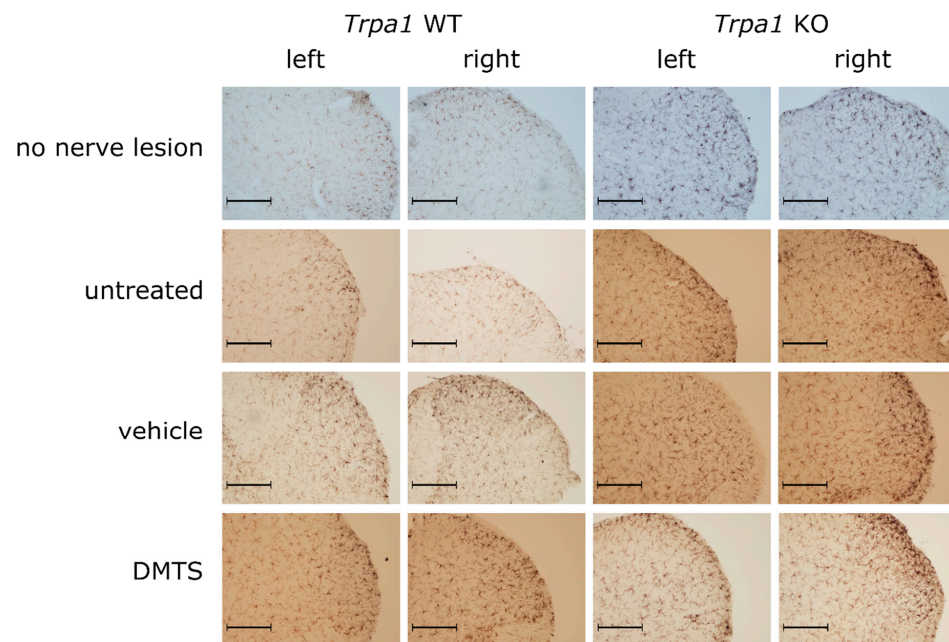 Trpa1 WT Trpa1 KO
left right left right
no nerve lesion
untreated
vehicle
DMTS